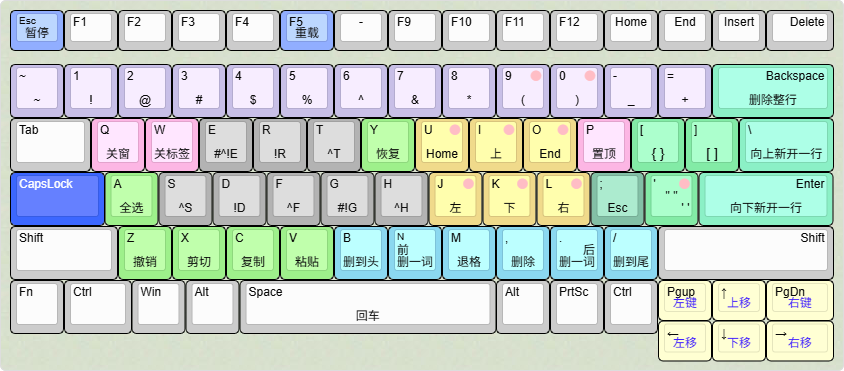 Esc
暂停
F1
F2
F3
F4
F5
重载
-
F9
F10
F11
F12
Home
End
Insert
Delete
~
~
1
!
2
@
3
#
4
$
5
%
6
^
7
&
8
*
9
(
0
)
-
_
=
+
Backspace
删除整行
Tab
Q
关窗
W
关标签
E
#^!E
R
!R
T
^T
Y
恢复
U
Home
I
上
O
End
P
置顶
[
{ }
]
[ ]
\
向上新开一行
CapsLock
A
全选
S
^S
D
!D
F
^F
G
#!G
H
^H
J
左
K
下
L
右
;
Esc
'
" "
' '
Enter
向下新开一行
Shift
Z
撤销
X
剪切
C
复制
V
粘贴
B
删到头
N
前
删一词
M
退格
,
删除
.
后
删一词
/
删到尾
Shift
Fn
Ctrl
Win
Alt
Space
回车
Alt
PrtSc
Ctrl
Pgup
左键
↑
上移
PgDn
右键
←
左移
↓
下移
→
右移